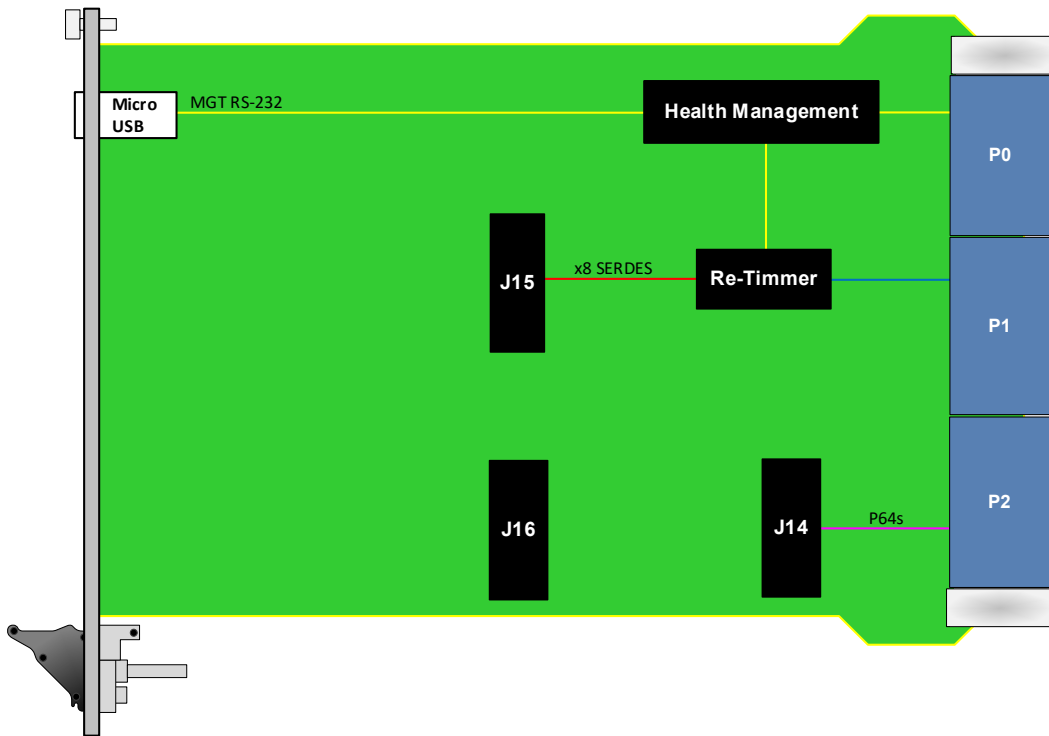 Micro
USB
MGT RS-232
Health Management
P0
J15
x8 SERDES
Re-Timmer
P1
J16
J14
P64s
P2